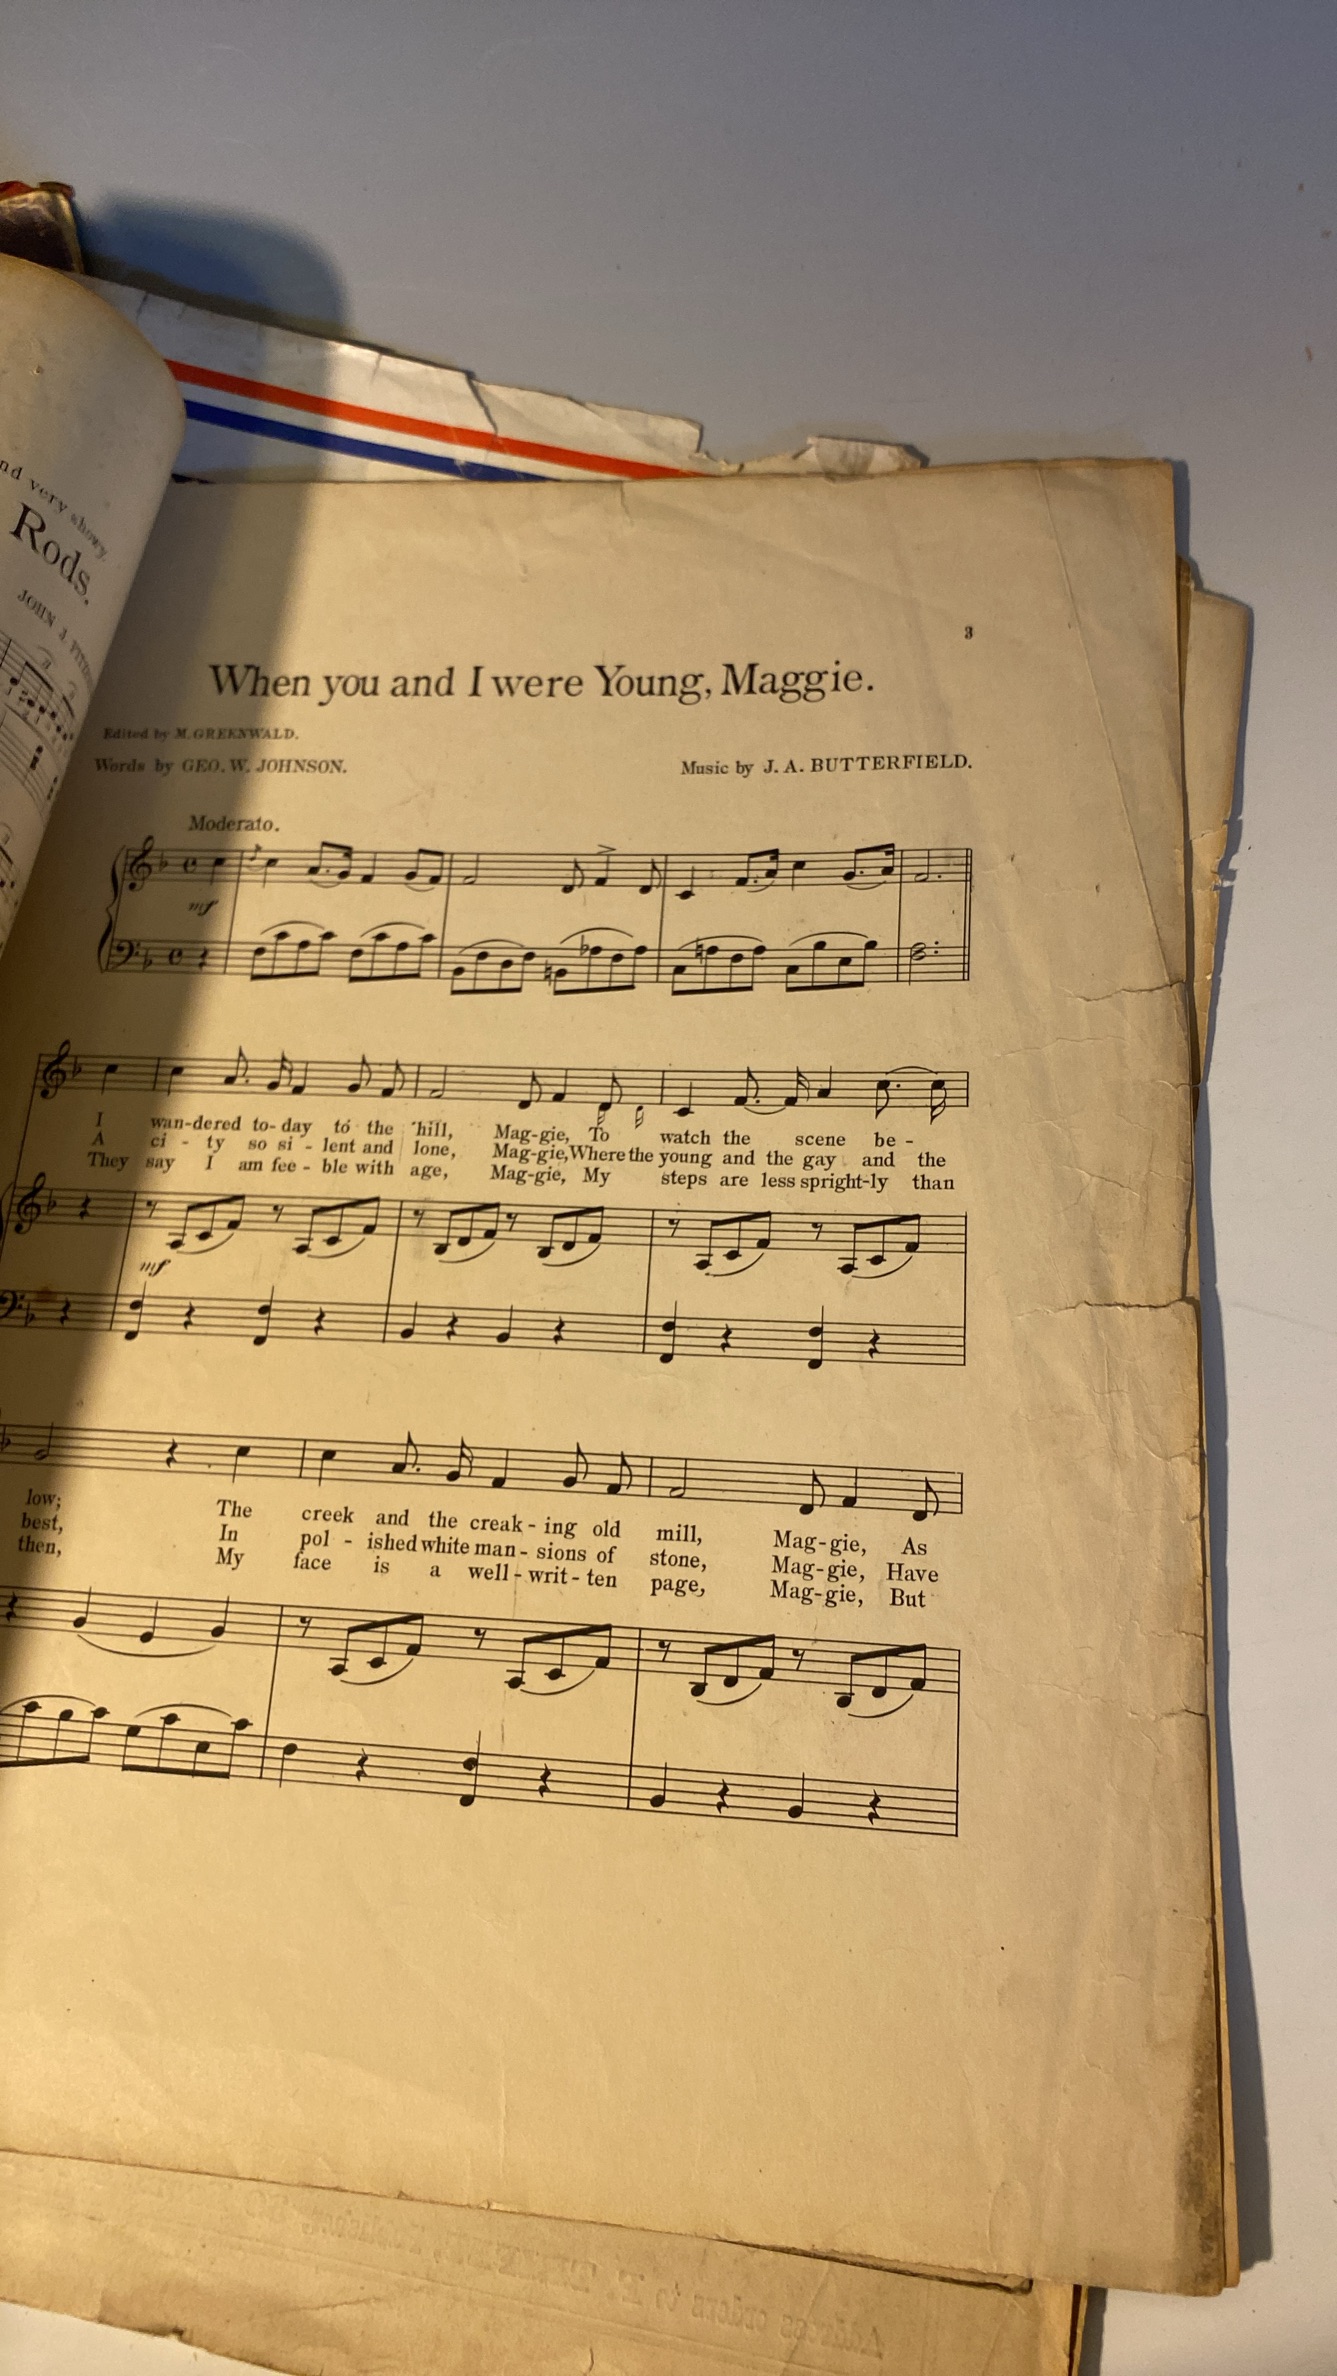 nd very showy.
Rods.
JOHN J.
3
When you and I were Young, Maggie.
Edited by M. GREENWALD.
Words by GEO. W. JOHNSON.
Music by J. A. BUTTERFIELD.
Moderato.
mf
I wan-dered to-day to the hill, Mag-gie, To watch the scene be -
A ci - ty so si - lent and lone, Mag-gie, Where the young and the gay and the
They say I am fee - ble with age, Mag-gie, My steps are less spright-ly than
mf
low; The creek and the creak - ing old mill, Mag-gie, As
best, In pol - ished white man - sions of stone, Mag-gie, Have
then, My face is a well - writ - ten page, Mag-gie, But
Address orders to E.